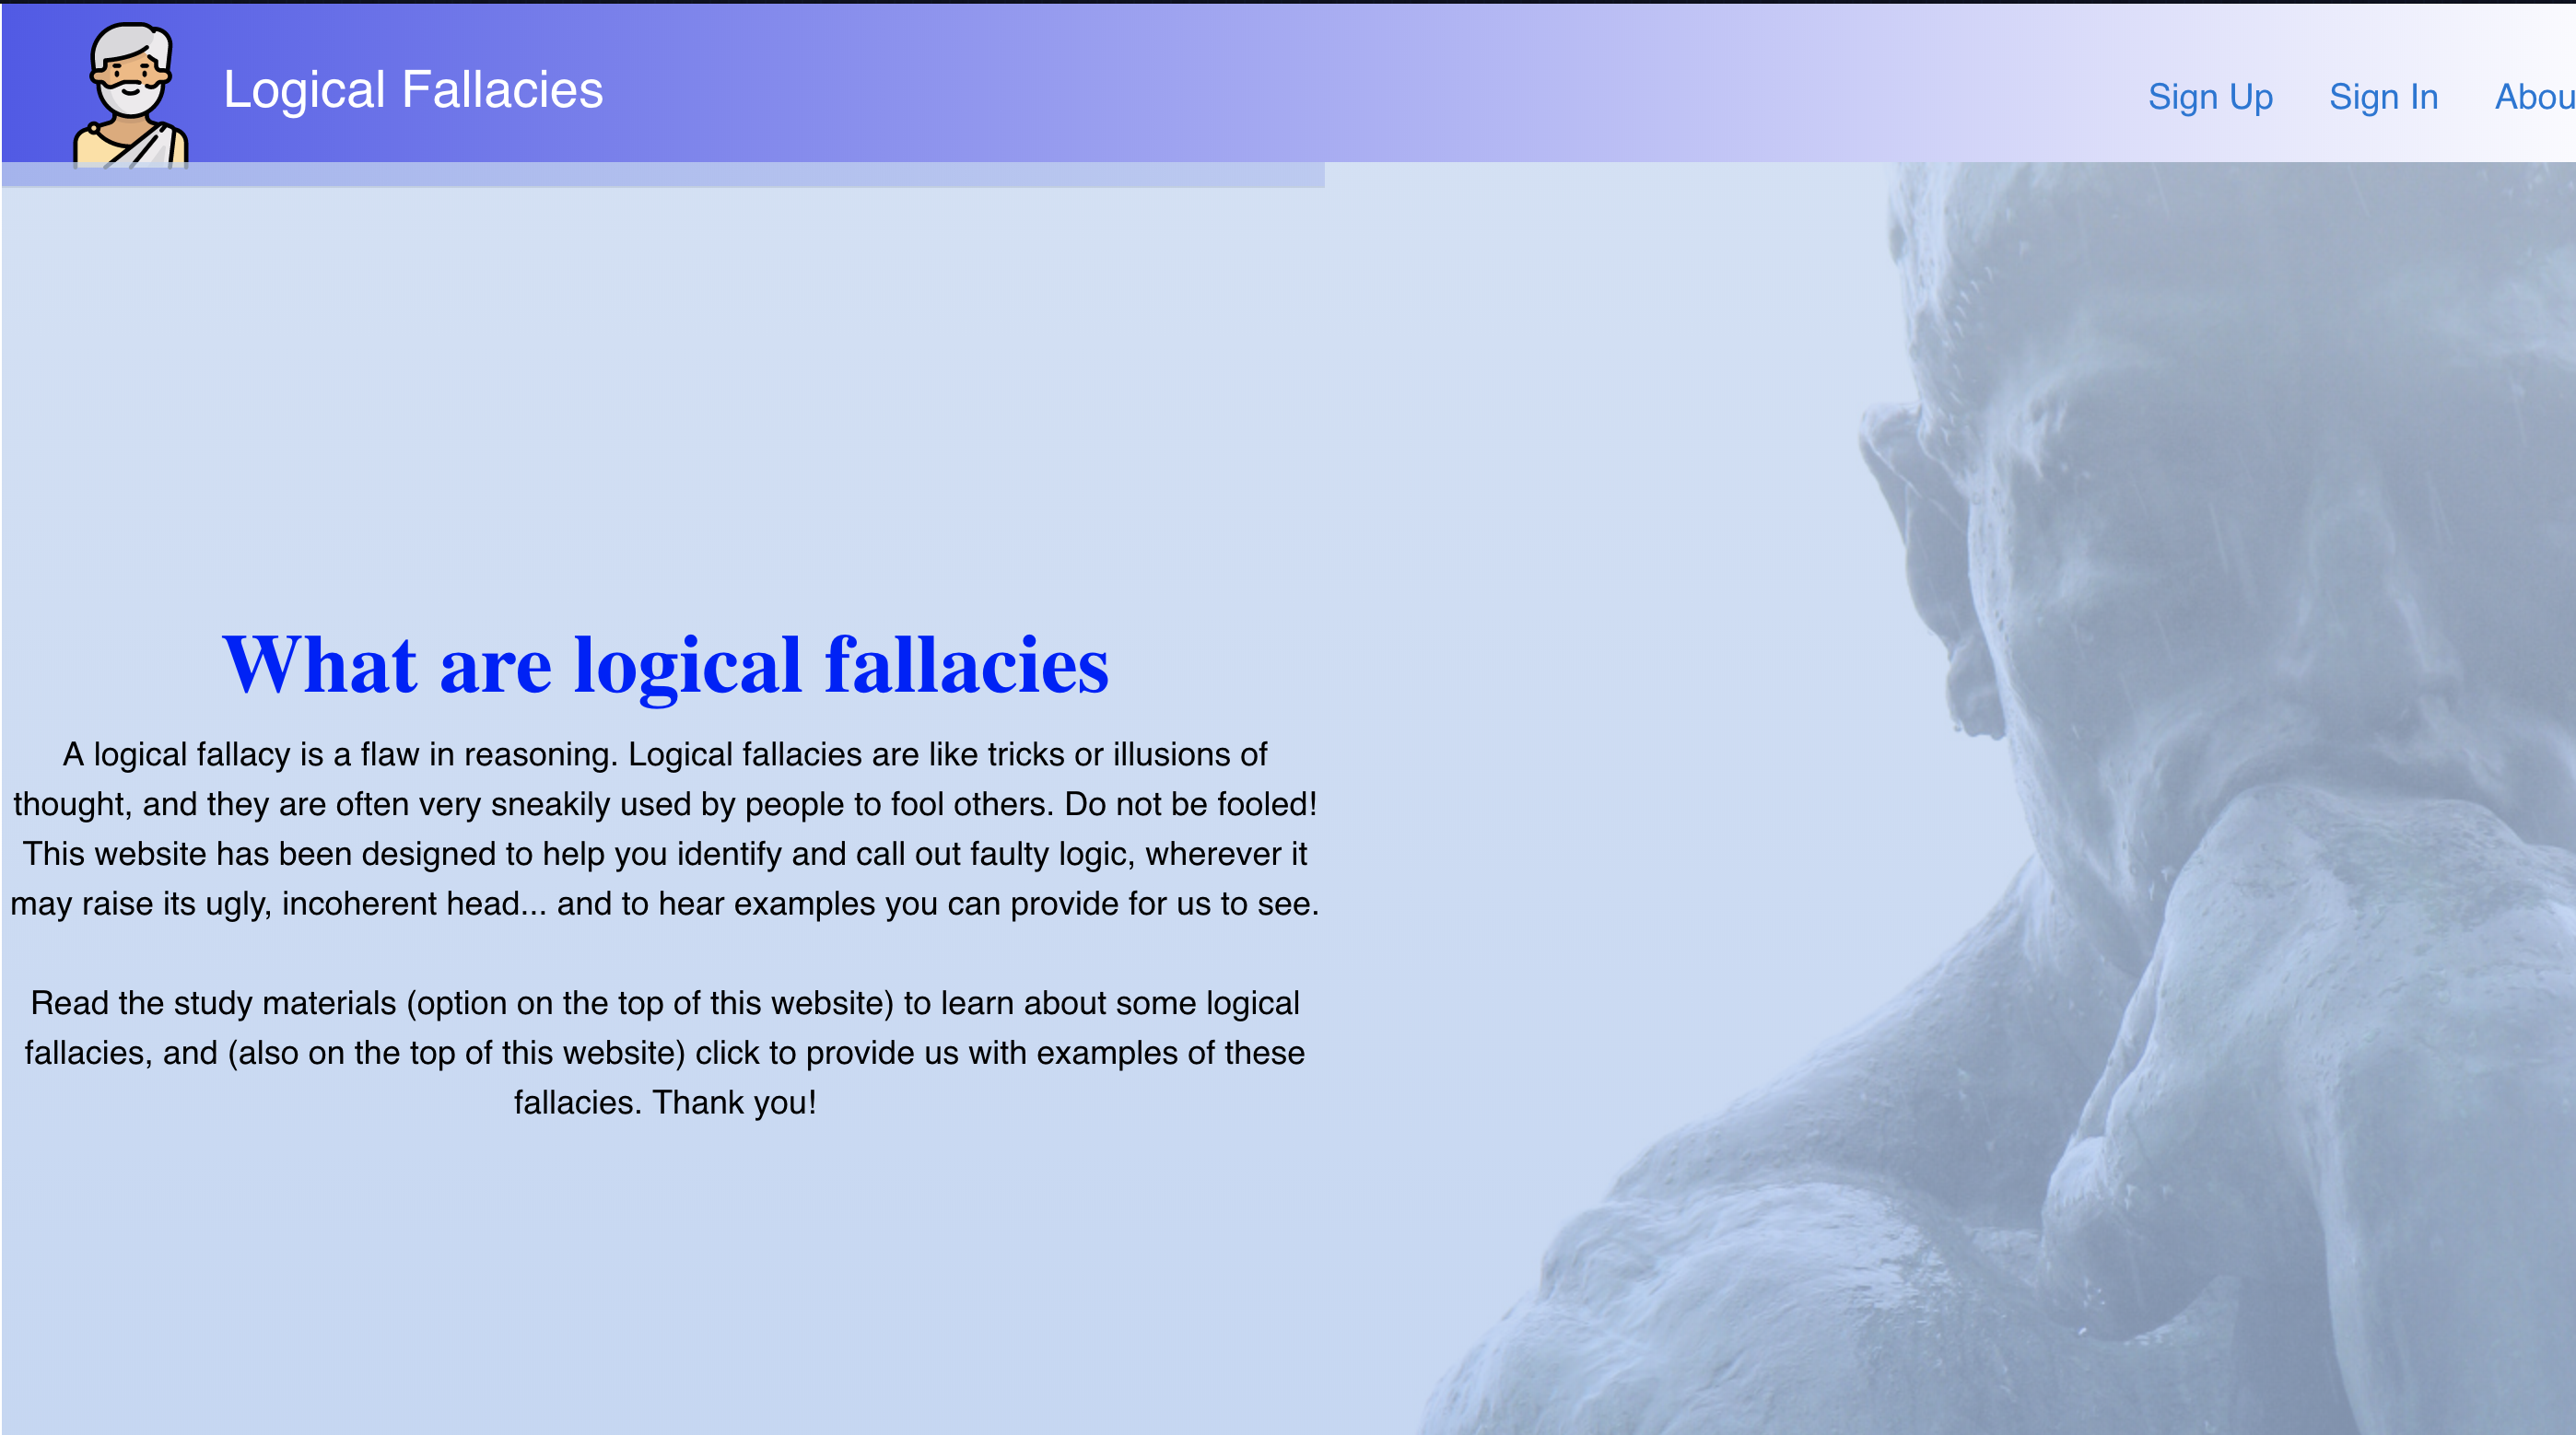 Logical Fallacies
Sign Up Sign In Abou
What are logical fallacies
A logical fallacy is a flaw in reasoning. Logical fallacies are like tricks or illusions of
thought, and they are often very sneakily used by people to fool others. Do not be fooled!
This website has been designed to help you identify and call out faulty logic, wherever it
may raise its ugly, incoherent head... and to hear examples you can provide for us to see.
Read the study materials (option on the top of this website) to learn about some logical
fallacies, and (also on the top of this website) click to provide us with examples of these
fallacies. Thank you!